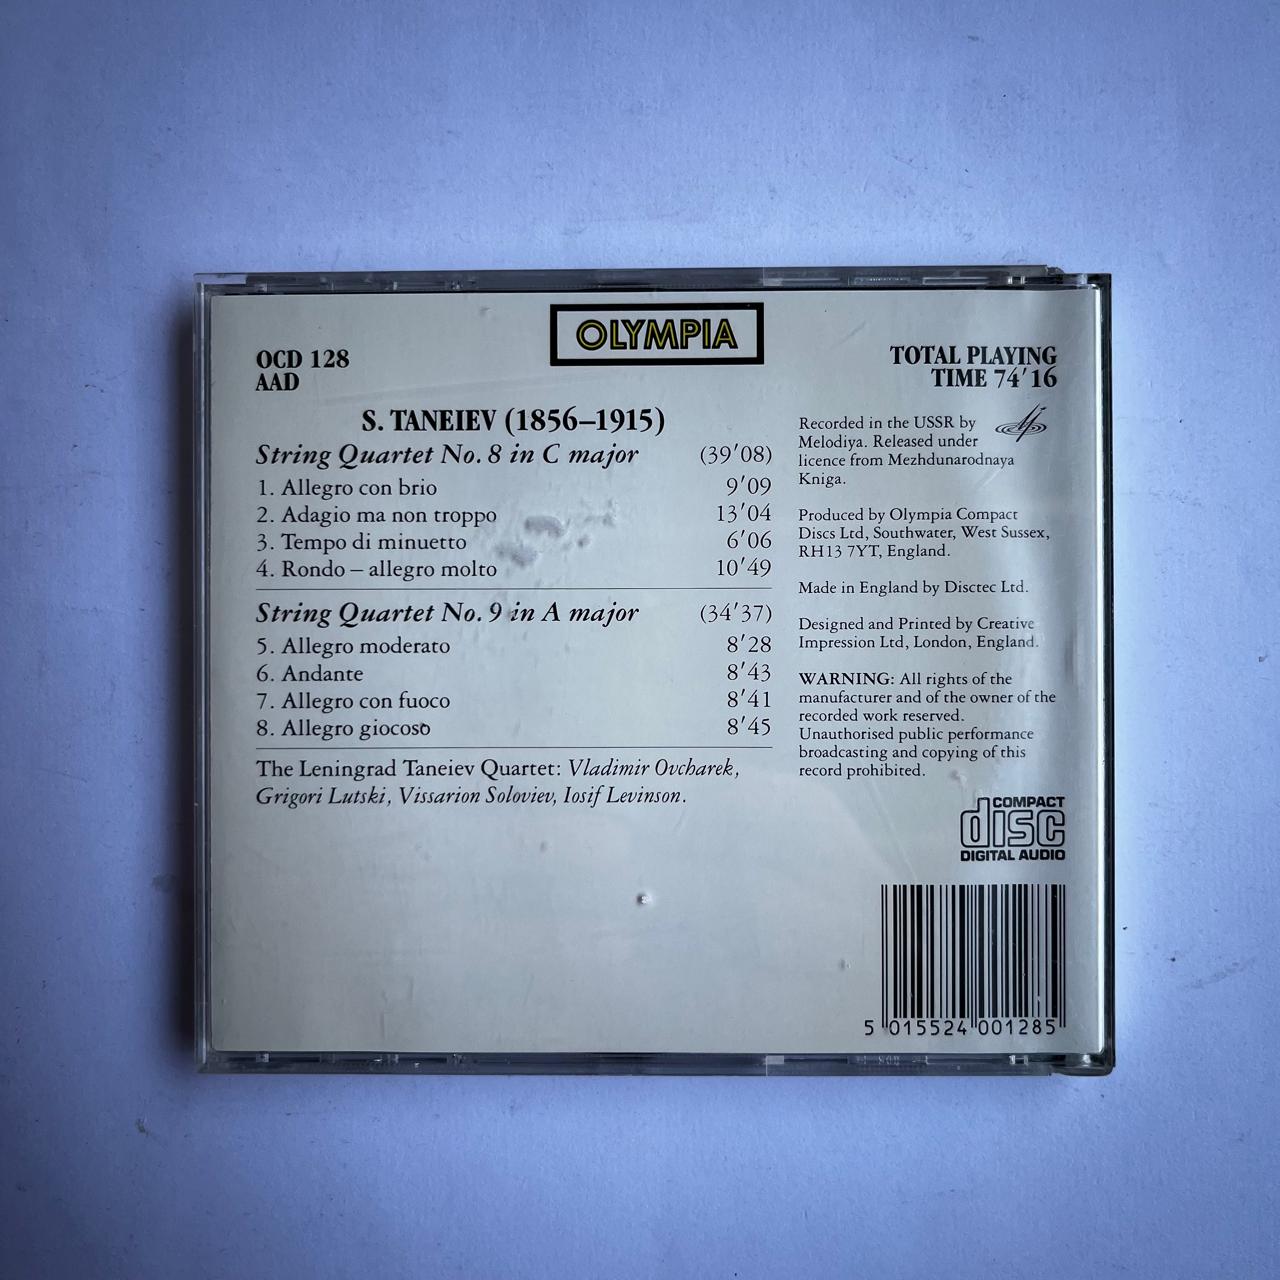 OLYMPIA
OCD 128
AAD
TOTAL PLAYING
TIME 74'16
S. TANEIEV (1856–1915)
String Quartet No. 8 in C major (39'08)
1. Allegro con brio 9'09
2. Adagio ma non troppo 13'04
3. Tempo di minuetto 6'06
4. Rondo – allegro molto 10'49
String Quartet No. 9 in A major (34'37)
5. Allegro moderato 8'28
6. Andante 8'43
7. Allegro con fuoco 8'41
8. Allegro giocoso 8'45
The Leningrad Taneiev Quartet: Vladimir Ovcharek,
Grigori Lutski, Vissarion Soloviev, Iosif Levinson.
Recorded in the USSR by
Melodiya. Released under
licence from Mezhdunarodnaya
Kniga.
Produced by Olympia Compact
Discs Ltd, Southwater, West Sussex,
RH13 7YT, England.
Made in England by Disctec Ltd.
Designed and Printed by Creative
Impression Ltd, London, England.
WARNING: All rights of the
manufacturer and of the owner of the
recorded work reserved.
Unauthorised public performance
broadcasting and copying of this
record prohibited.
COMPACT
disc
DIGITAL AUDIO
5 015524 001285